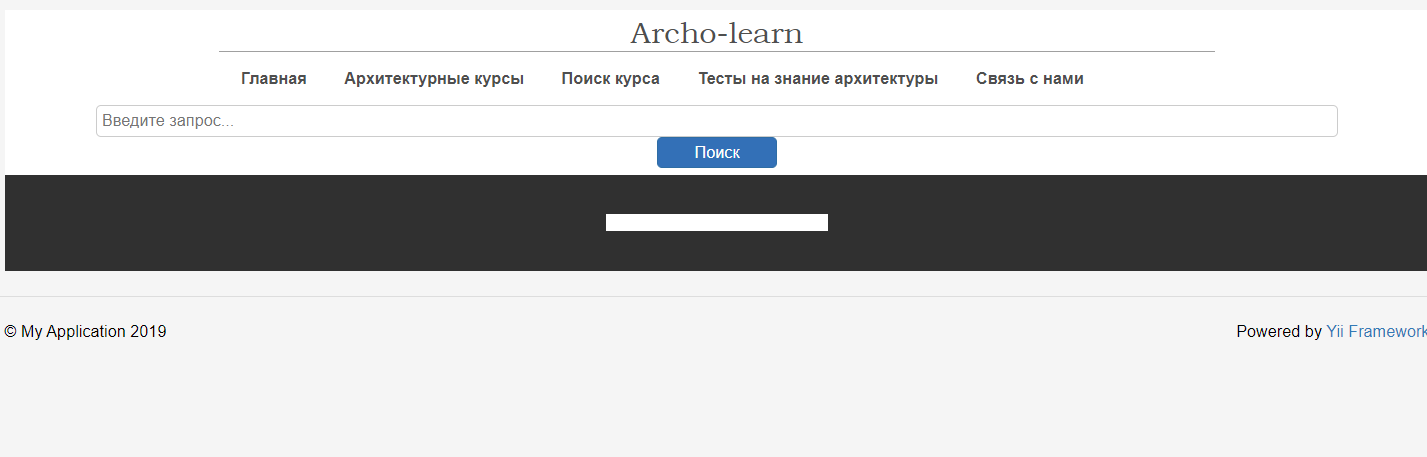 Archo-learn
Главная Архитектурные курсы Поиск курса Тесты на знание архитектуры Связь с нами
Введите запрос...
Поиск
© My Application 2019 Powered by Yii Framework